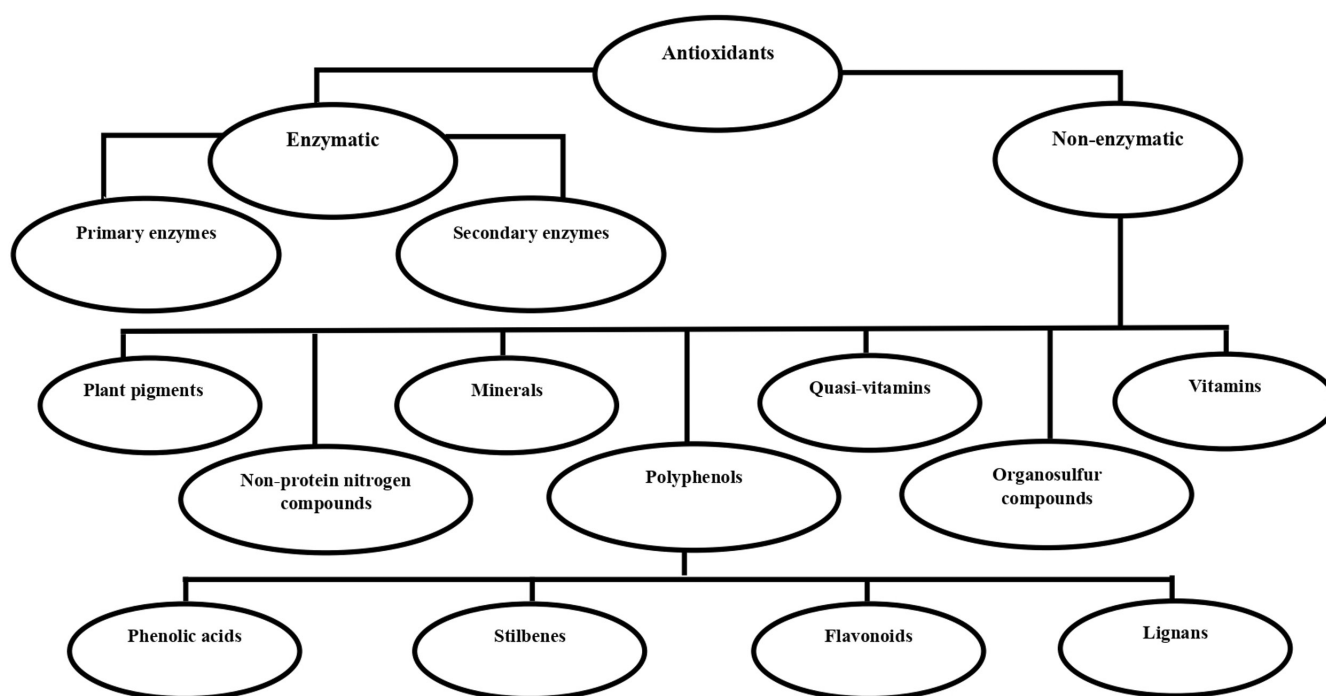 Antioxidants
Enzymatic
Non-enzymatic
Primary enzymes
Secondary enzymes
Plant pigments
Minerals
Quasi-vitamins
Vitamins
Non-protein nitrogen
compounds
Polyphenols
Organosulfur
compounds
Phenolic acids
Stilbenes
Flavonoids
Lignans